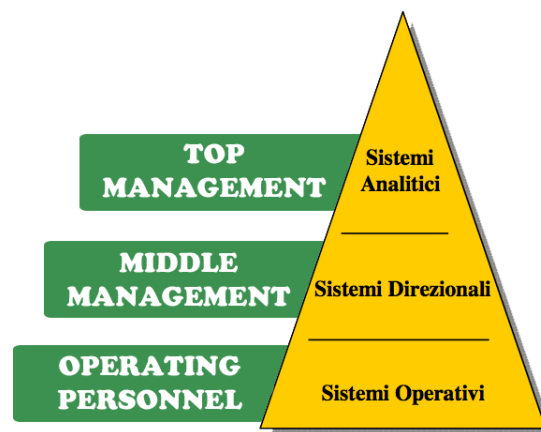 TOP
MANAGEMENT
Sistemi
Analitici
MIDDLE
MANAGEMENT
Sistemi Direzionali
OPERATING
PERSONNEL
Sistemi Operativi